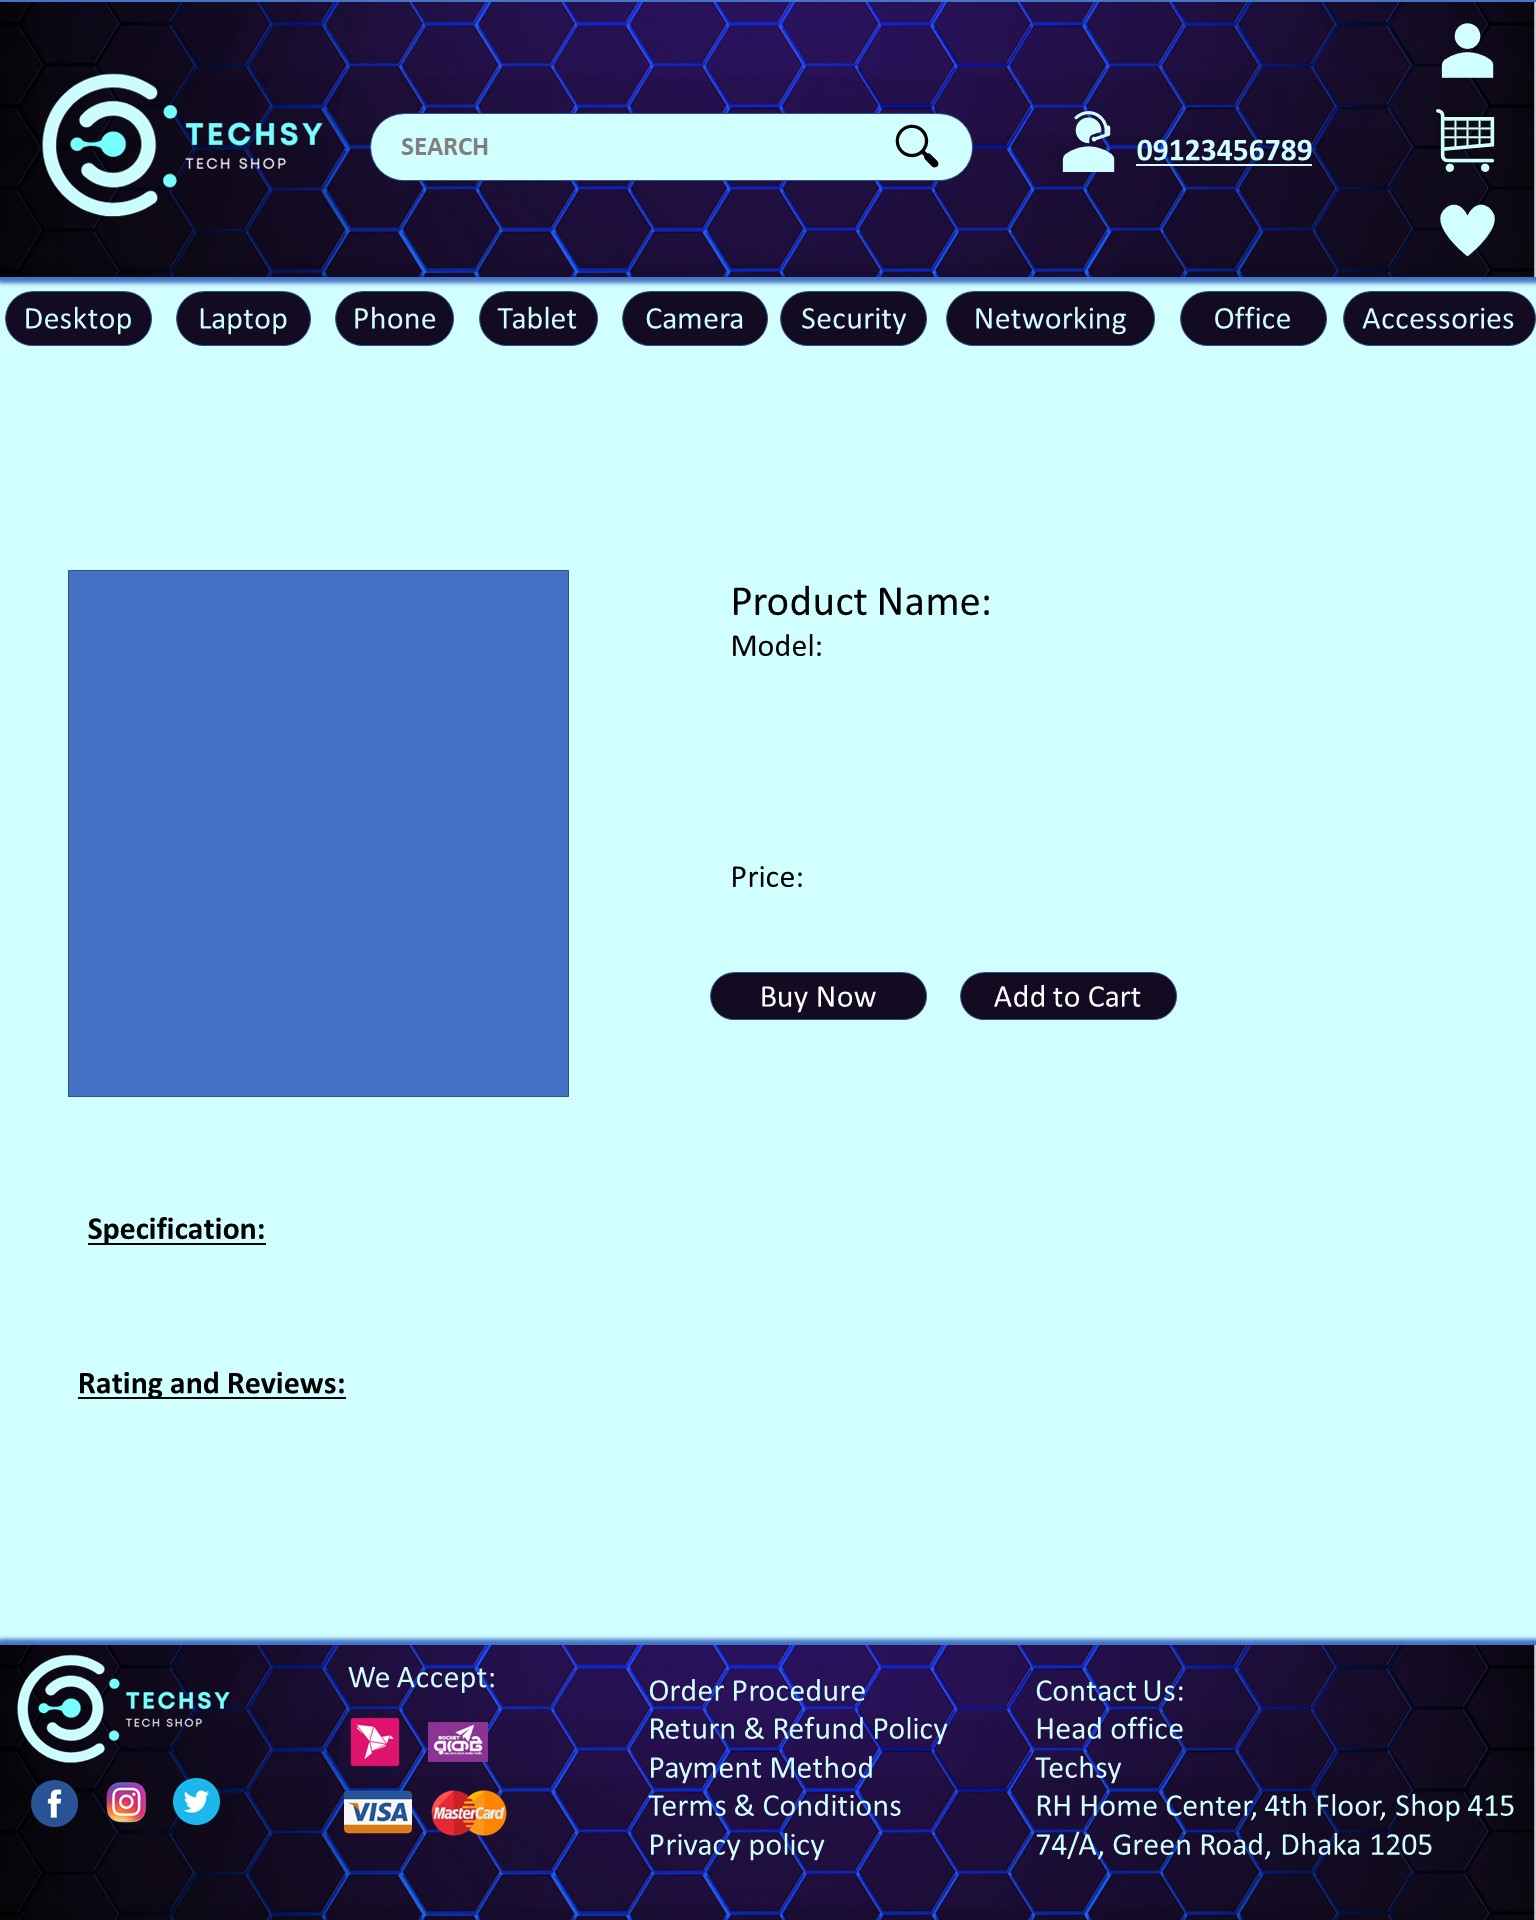 TECHSY
TECH SHOP
SEARCH
09123456789
Desktop
Laptop
Phone
Tablet
Camera
Security
Networking
Office
Accessories
Product Name:
Model:
Price:
Buy Now
Add to Cart
Specification:
Rating and Reviews:
TECHSY
TECH SHOP
We Accept:
ROCKET
VISA
MasterCard
Order Procedure
Return & Refund Policy
Payment Method
Terms & Conditions
Privacy policy
Contact Us:
Head office
Techsy
RH Home Center, 4th Floor, Shop 415
74/A, Green Road, Dhaka 1205